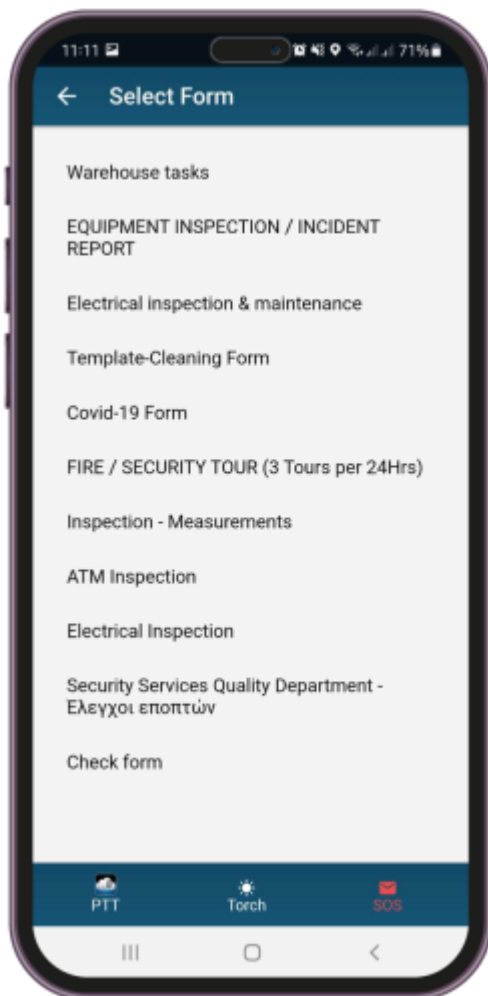 11:11 71%
Select Form
Warehouse tasks
EQUIPMENT INSPECTION / INCIDENT
REPORT
Electrical inspection & maintenance
Template-Cleaning Form
Covid-19 Form
FIRE / SECURITY TOUR (3 Tours per 24Hrs)
Inspection - Measurements
ATM Inspection
Electrical Inspection
Security Services Quality Department -
Ελεγχοι εποπτών
Check form
PTT Torch SOS